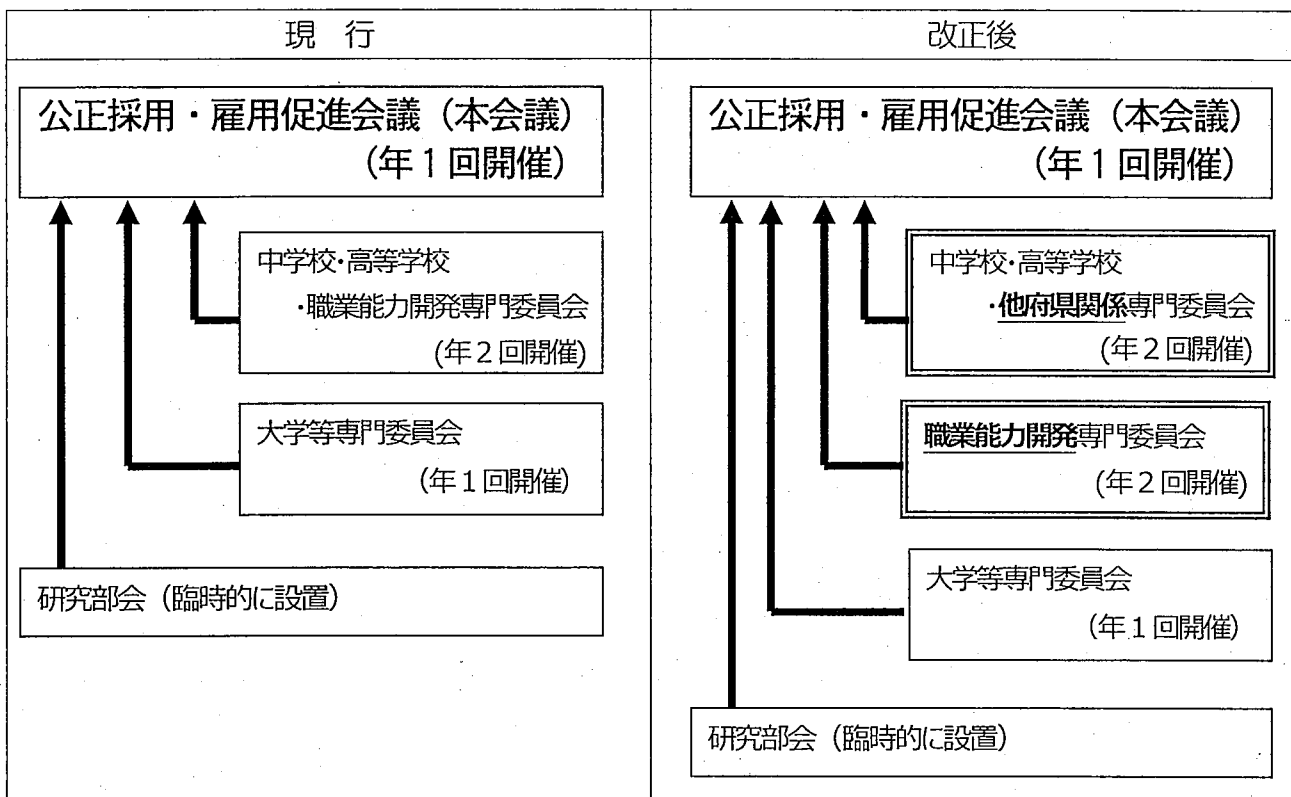 現 行
公正採用・雇用促進会議（本会議）
（年１回開催）
中学校・高等学校
・職業能力開発専門委員会
（年２回開催）
大学等専門委員会
（年１回開催）
研究部会（臨時的に設置）
改正後
公正採用・雇用促進会議（本会議）
（年１回開催）
中学校・高等学校
・他府県関係専門委員会
（年２回開催）
職業能力開発専門委員会
（年２回開催）
大学等専門委員会
（年１回開催）
研究部会（臨時的に設置）